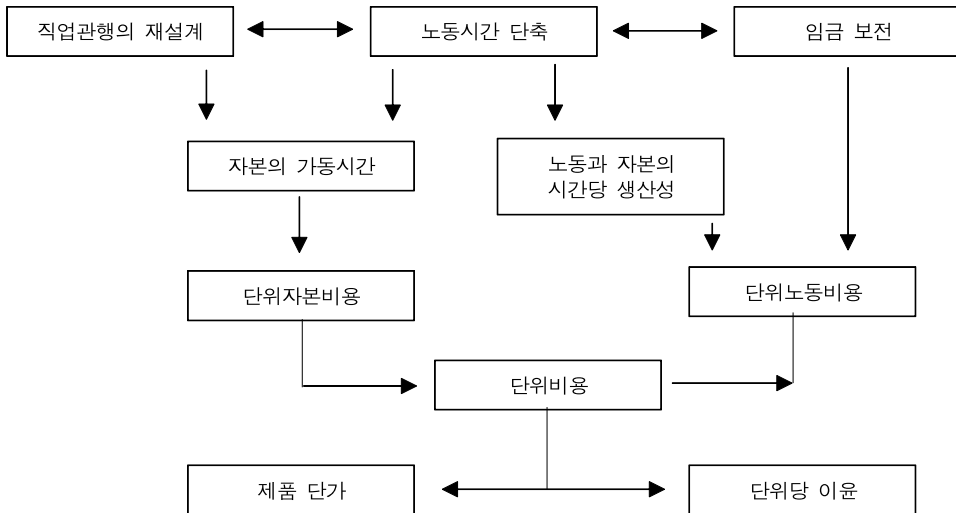 직업관행의 재설계
노동시간 단축
임금 보전
자본의 가동시간
노동과 자본의
시간당 생산성
단위자본비용
단위노동비용
단위비용
제품 단가
단위당 이윤